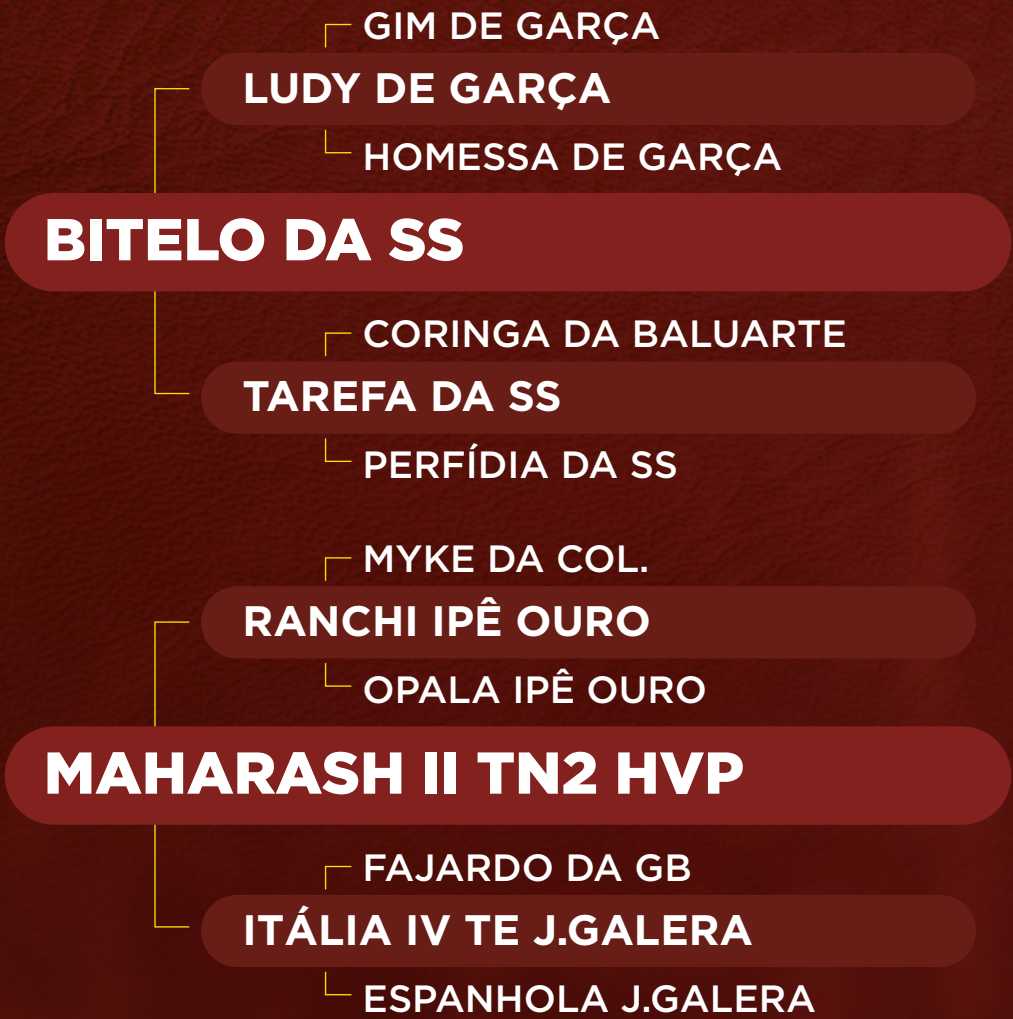 GIM DE GARÇA
LUDY DE GARÇA
HOMESSA DE GARÇA
BITELO DA SS
CORINGA DA BALUARTE
TAREFA DA SS
PERFÍDIA DA SS
MYKE DA COL.
RANCHI IPÊ OURO
OPALA IPÊ OURO
MAHARASH II TN2 HVP
FAJARDO DA GB
ITÁLIA IV TE J.GALERA
ESPANHOLA J.GALERA